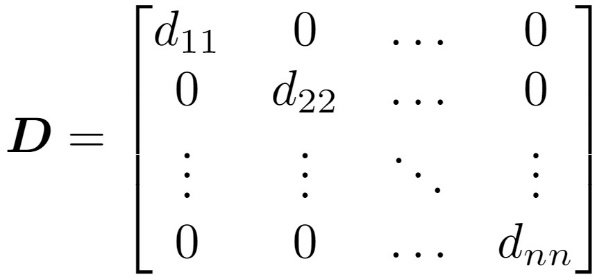 d₁₁ 0 … 0
0 d₂₂ … 0
D = ⋮ ⋮ ⋱ ⋮
0 0 … dₙₙ